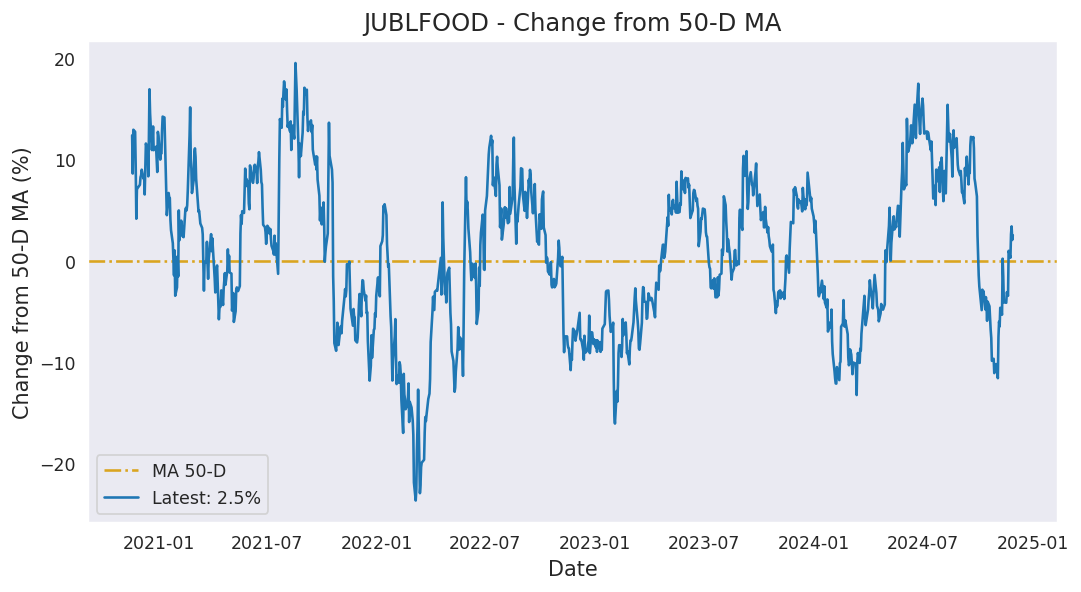 JUBLFOOD - Change from 50-D MA
Change from 50-D MA (%)
20
10
0
−10
−20
MA 50-D
Latest: 2.5%
2021-01 2021-07 2022-01 2022-07 2023-01 2023-07 2024-01 2024-07 2025-01
Date